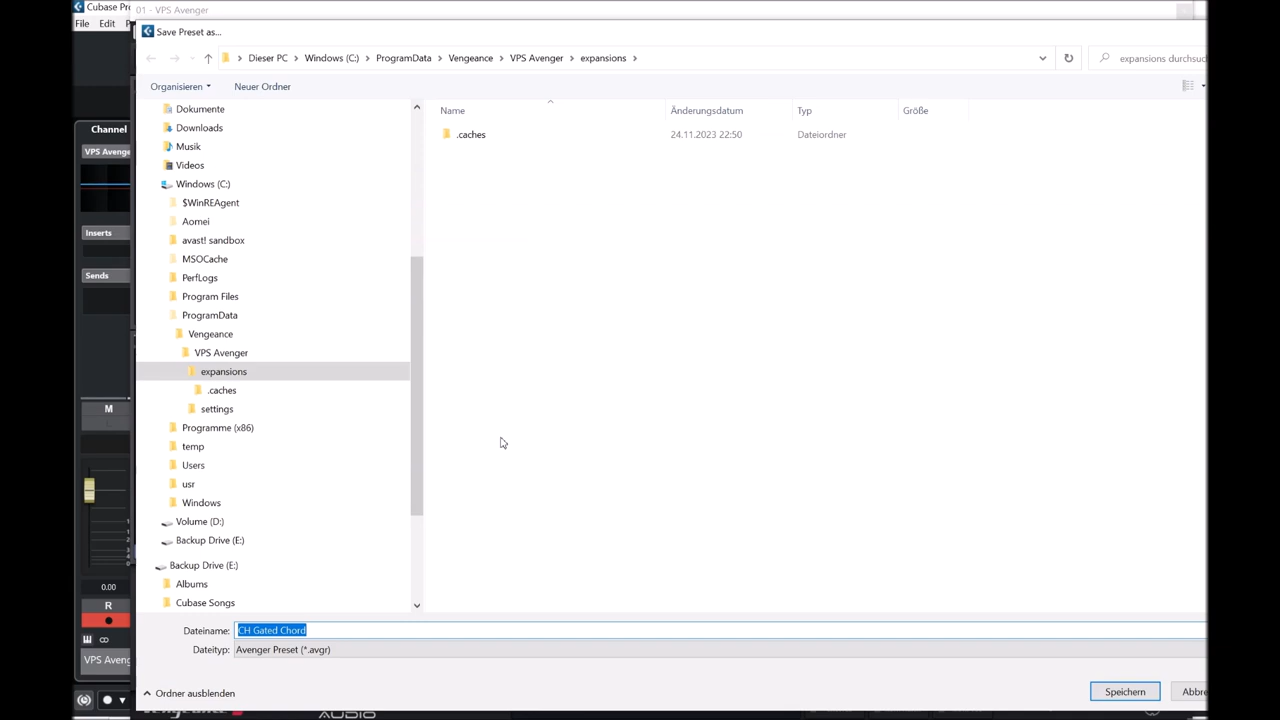 Cubase Pr
01 - VPS Avenger
File Edit
Save Preset as...
Dieser PC > Windows (C:) > ProgramData > Vengeance > VPS Avenger > expansions >
expansions durchsuc
Organisieren
Neuer Ordner
Name Änderungsdatum Typ Größe
.caches 24.11.2023 22:50 Dateiordner
Dokumente
Downloads
Musik
Videos
Windows (C:)
$WinREAgent
Aomei
avast! sandbox
MSOCache
PerfLogs
Program Files
ProgramData
Vengeance
VPS Avenger
expansions
.caches
settings
Programme (x86)
temp
Users
usr
Windows
Volume (D:)
Backup Drive (E:)
Backup Drive (E:)
Albums
Cubase Songs
Channel
VPS Avenge
Inserts
Sends
M
0.00
R
VPS Aveng
Dateiname: CH Gated Chord
Dateityp: Avenger Preset (*.avgr)
Ordner ausblenden
Speichern
Abbre